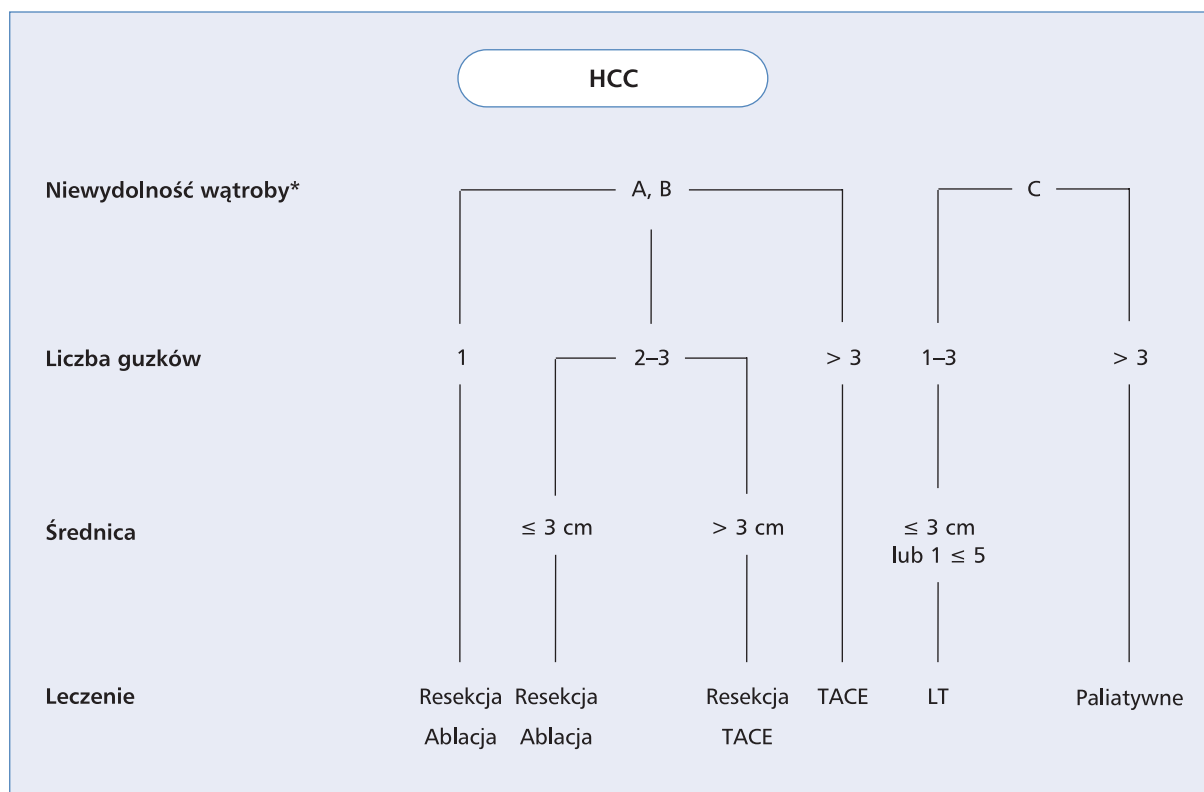 HCC
Niewydolność wątroby* A, B C
Liczba guzków 1 2–3 > 3 1–3 > 3
Średnica ≤ 3 cm > 3 cm ≤ 3 cm
lub 1 ≤ 5
Leczenie Resekcja Resekcja Resekcja TACE LT Paliatywne
Ablacja Ablacja TACE